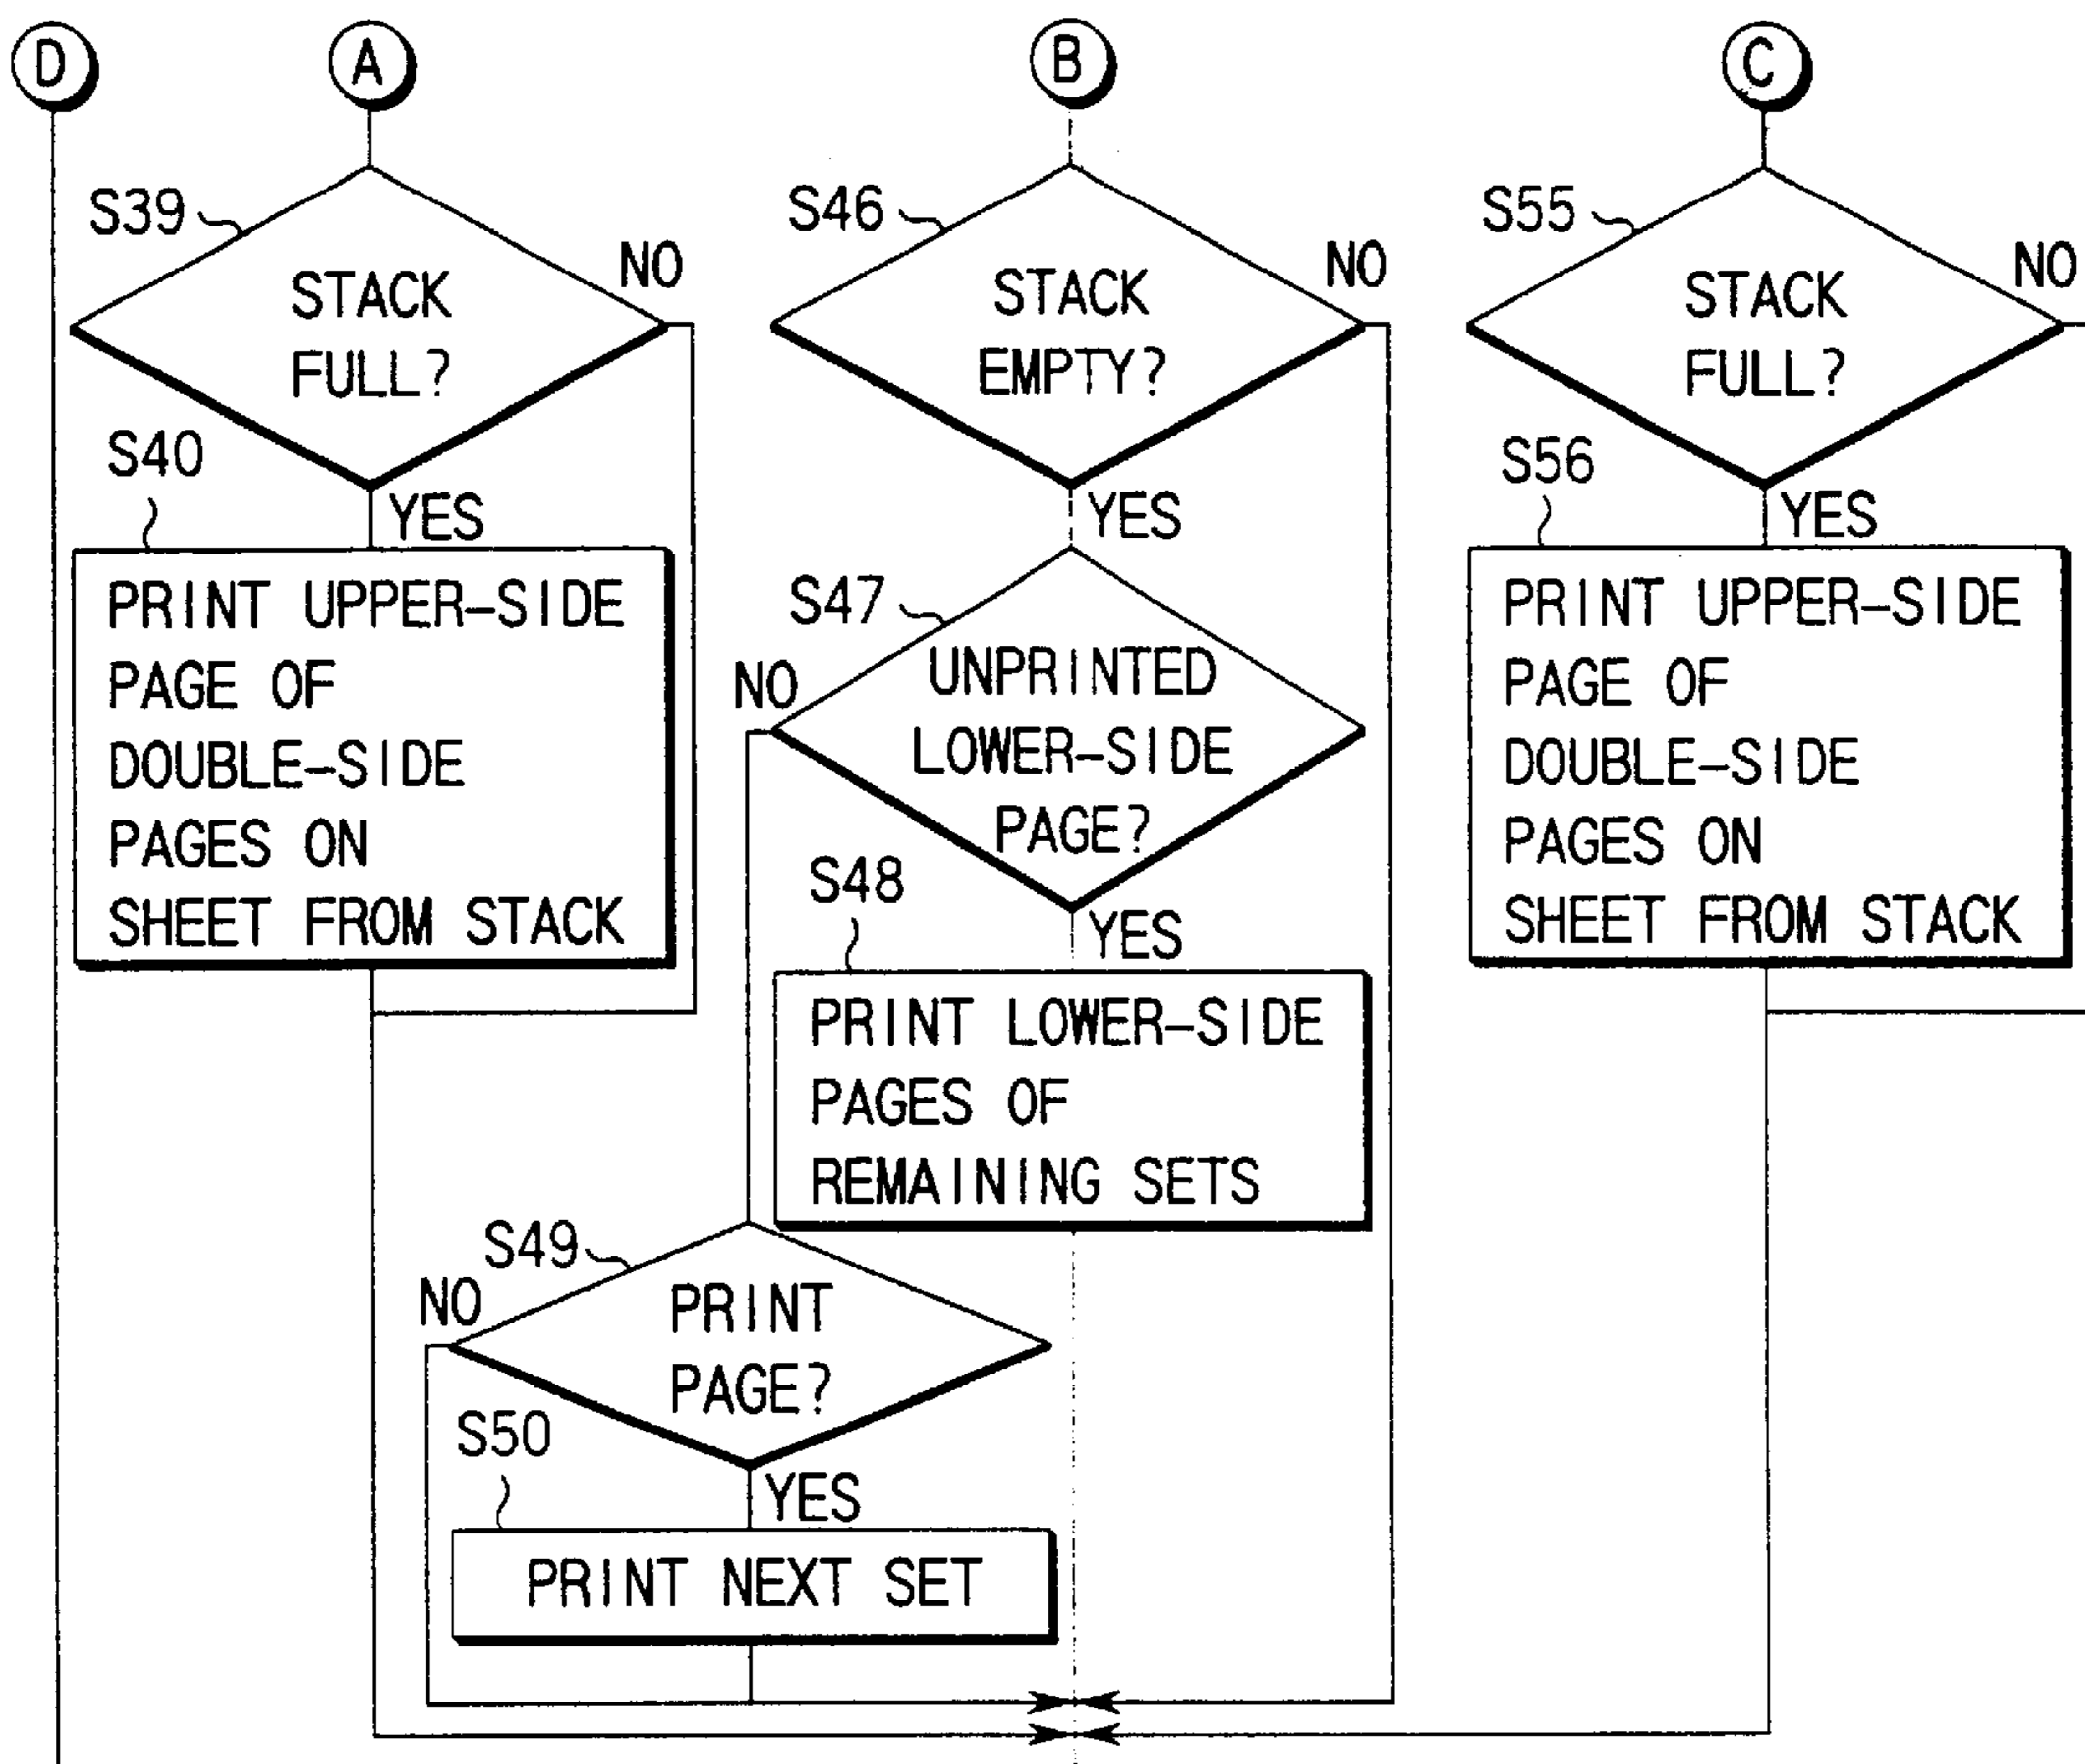 D
A
B
C
S39
STACK
FULL?
NO
YES
S40
PRINT UPPER-SIDE
PAGE OF
DOUBLE-SIDE
PAGES ON
SHEET FROM STACK
S46
STACK
EMPTY?
NO
YES
S47
UNPRINTED
LOWER-SIDE
PAGE?
NO
YES
S48
PRINT LOWER-SIDE
PAGES OF
REMAINING SETS
S49
PRINT
PAGE?
NO
YES
S50
PRINT NEXT SET
S55
STACK
FULL?
NO
YES
S56
PRINT UPPER-SIDE
PAGE OF
DOUBLE-SIDE
PAGES ON
SHEET FROM STACK